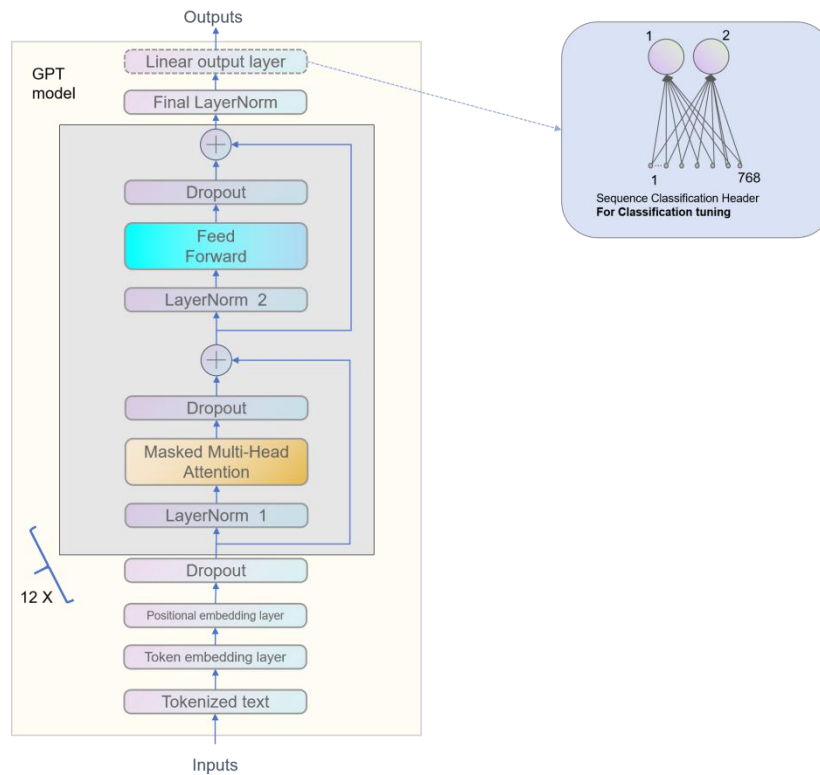 Outputs
GPT
model
Linear output layer
Final LayerNorm
Dropout
Feed
Forward
LayerNorm 2
Dropout
Masked Multi-Head
Attention
LayerNorm 1
Dropout
12 X
Positional embedding layer
Token embedding layer
Tokenized text
Inputs
1
2
1
768
Sequence Classification Header
For Classification tuning